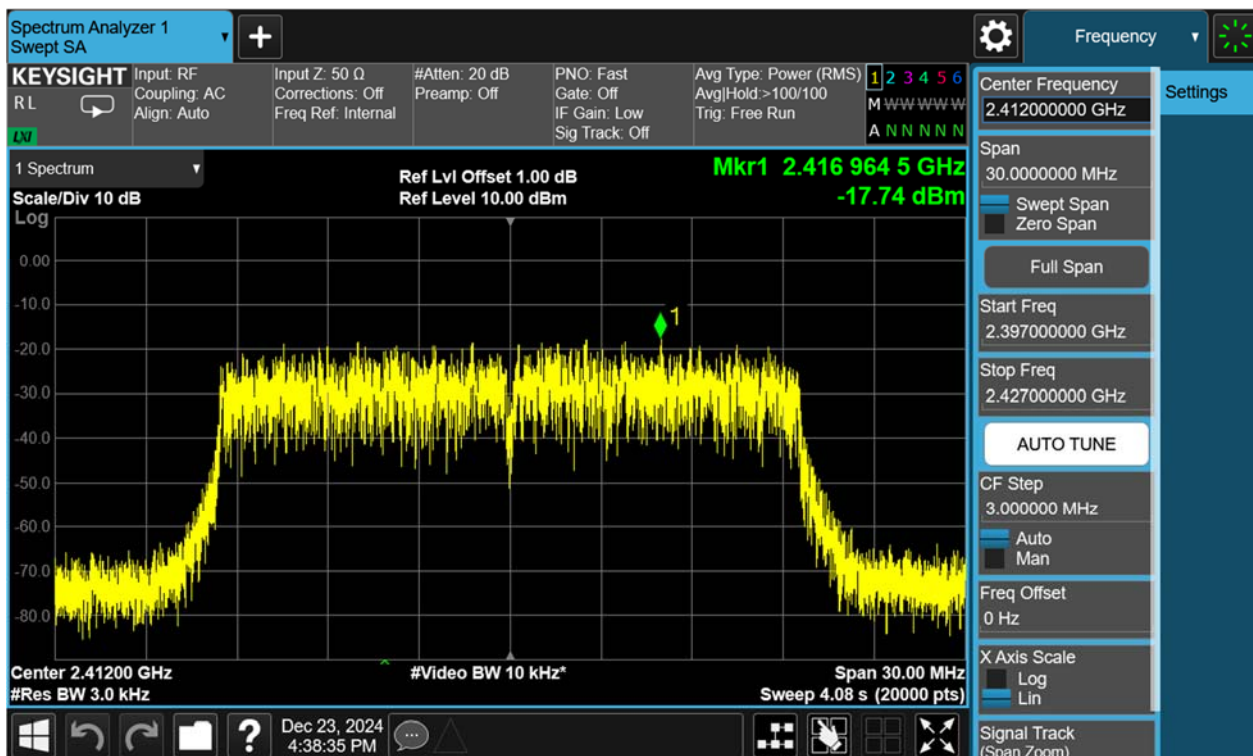 Spectrum Analyzer 1
Swept SA
Frequency
KEYSIGHT
R L
LXI
Input: RF
Coupling: AC
Align: Auto
Input Z: 50 Ω
Corrections: Off
Freq Ref: Internal
#Atten: 20 dB
Preamp: Off
PNO: Fast
Gate: Off
IF Gain: Low
Sig Track: Off
Avg Type: Power (RMS)
Avg|Hold:>100/100
Trig: Free Run
1 2 3 4 5 6
M W W W W W
A N N N N N
1 Spectrum
Scale/Div 10 dB
Log
Ref Lvl Offset 1.00 dB
Ref Level 10.00 dBm
Mkr1 2.416 964 5 GHz
-17.74 dBm
0.00
-10.0
-20.0
-30.0
-40.0
-50.0
-60.0
-70.0
-80.0
1
Center 2.41200 GHz
#Res BW 3.0 kHz
#Video BW 10 kHz*
Span 30.00 MHz
Sweep 4.08 s (20000 pts)
Dec 23, 2024
4:38:35 PM
Center Frequency
2.412000000 GHz
Span
30.0000000 MHz
Swept Span
Zero Span
Full Span
Start Freq
2.397000000 GHz
Stop Freq
2.427000000 GHz
AUTO TUNE
CF Step
3.000000 MHz
Auto
Man
Freq Offset
0 Hz
X Axis Scale
Log
Lin
Signal Track
(Span Zoom)
Settings